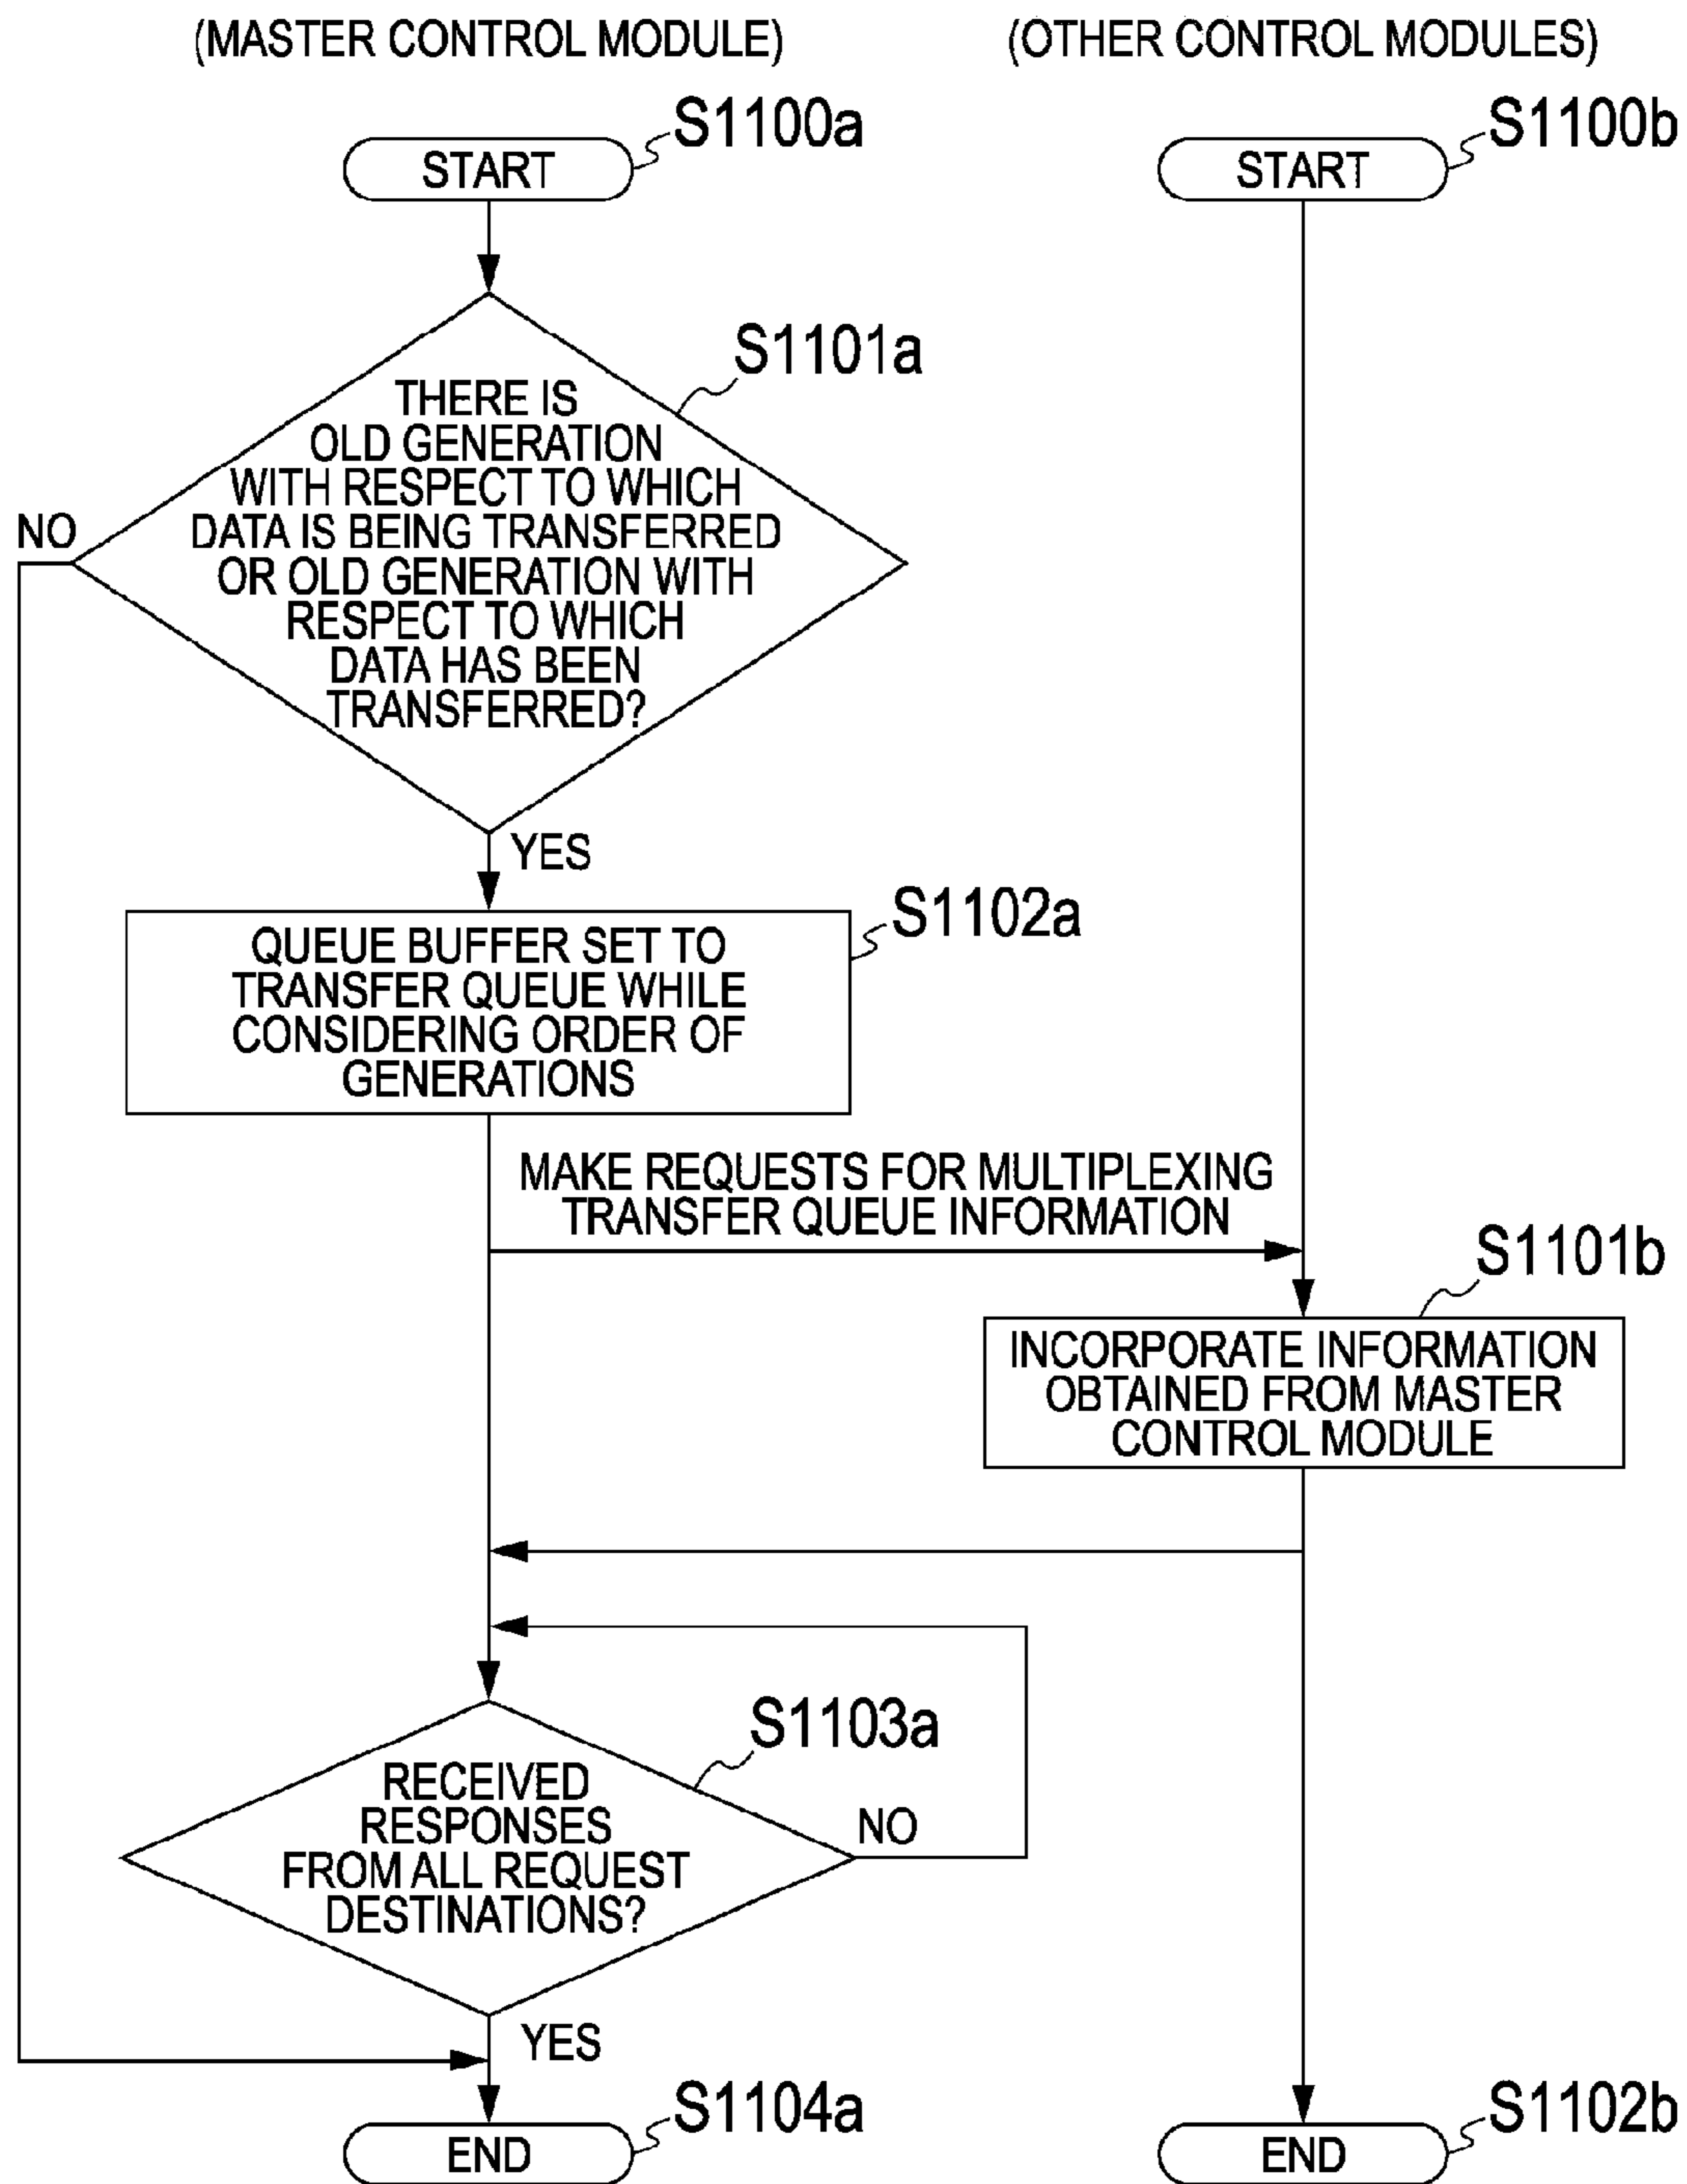 (MASTER CONTROL MODULE)
(OTHER CONTROL MODULES)
S1100a
S1100b
START
START
S1101a
THERE IS
OLD GENERATION
WITH RESPECT TO WHICH
DATA IS BEING TRANSFERRED
OR OLD GENERATION WITH
RESPECT TO WHICH
DATA HAS BEEN
TRANSFERRED?
NO
YES
S1102a
QUEUE BUFFER SET TO
TRANSFER QUEUE WHILE
CONSIDERING ORDER OF
GENERATIONS
MAKE REQUESTS FOR MULTIPLEXING
TRANSFER QUEUE INFORMATION
S1101b
INCORPORATE INFORMATION
OBTAINED FROM MASTER
CONTROL MODULE
S1103a
RECEIVED
RESPONSES
FROM ALL REQUEST
DESTINATIONS?
NO
YES
S1104a
S1102b
END
END